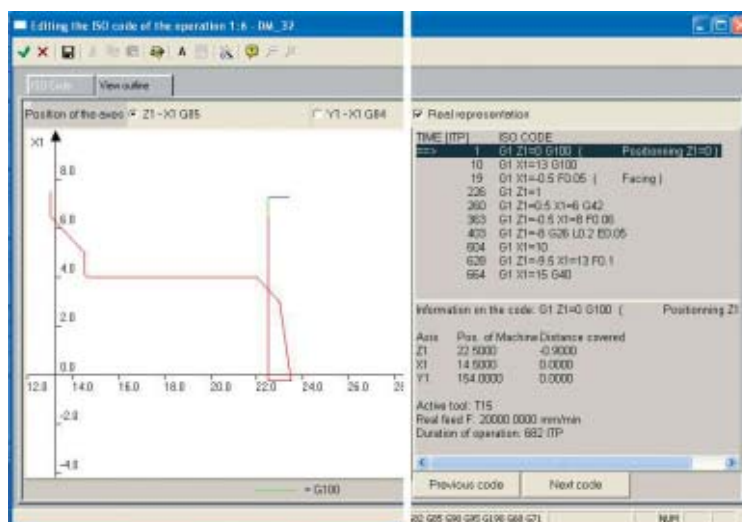 Editing the ISO code of the operation 1:6 - DM_32
ISO Code
View outline
Position of the axes
Z1 - X1 G85
Y1 - X1 G84
Real representation
X1
8.0
6.0
4.0
2.0
0.0
12.0 14.0 16.0 18.0 20.0 22.0 24.0 26.0
-2.0
-4.0
= G100
TIME [ITP] ISO CODE
==> 1 G1 Z1=0 G100 ( Positionning Z1=0 )
10 G1 X1=13 G100
19 G1 X1=-0.5 F0.05 ( Facing )
226 G1 Z1=1
260 G1 Z1=0.5 X1=6 G42
363 G1 Z1=-0.5 X1=8 F0.06
403 G1 Z1=-8 G26 L0.2 E0.05
604 G1 X1=10
628 G1 Z1=-9.5 X1=13 F0.1
664 G1 X1=15 G40
Information on the code: G1 Z1=0 G100 ( Positionning Z1
Axis Pos. of Machine Distance covered
Z1 22.5000 -0.9000
X1 14.5000 0.0000
Y1 154.0000 0.0000
Active tool: T15
Real feed F: 20000.0000 mm/min
Duration of operation: 682 ITP
Previous code
Next code
G85 G90 G95 G198 G68 G71
NUM